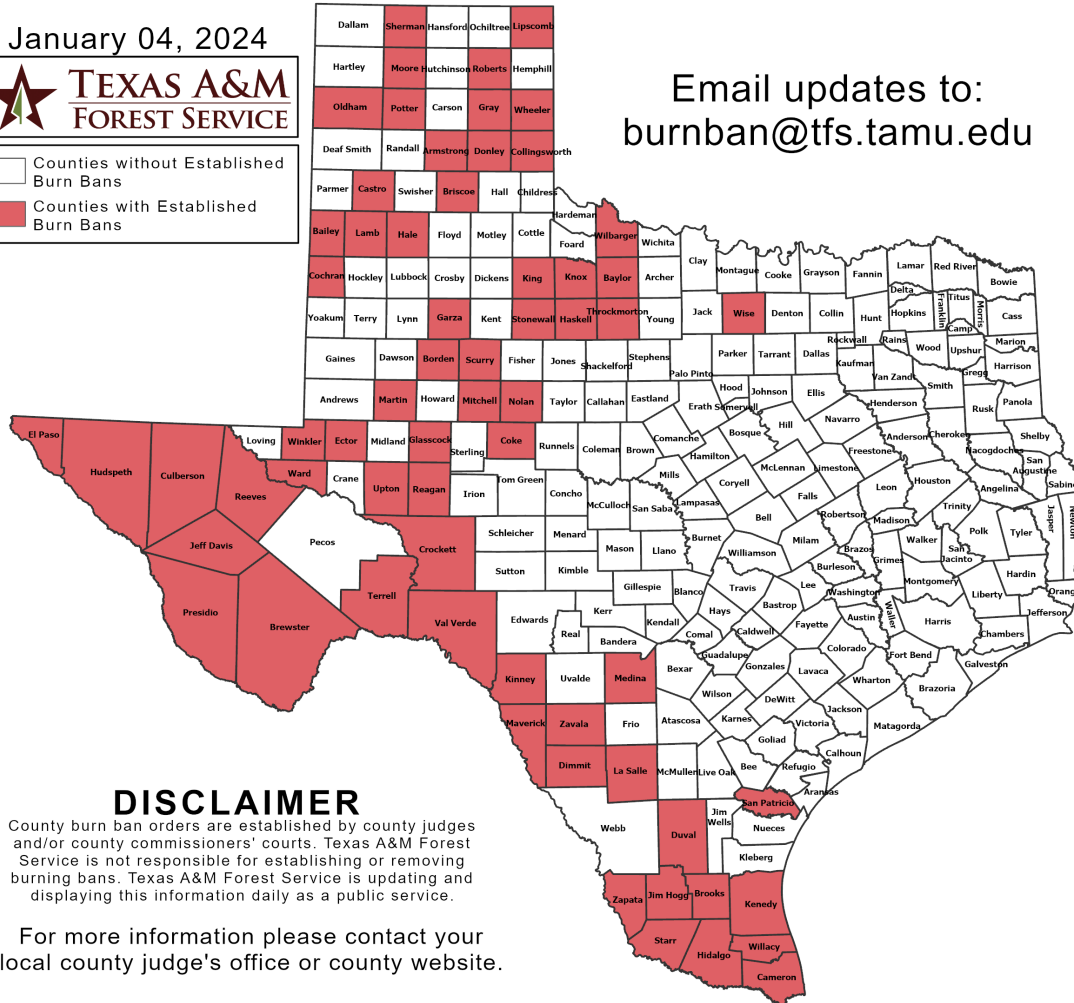 January 04, 2024
TEXAS A&M
FOREST SERVICE
Counties without Established
Burn Bans
Counties with Established
Burn Bans
Email updates to:
burnban@tfs.tamu.edu
Dallam Sherman Hansford Ochiltree Lipscomb
Hartley Moore Hutchinson Roberts Hemphill
Oldham Potter Carson Gray Wheeler
Deaf Smith Randall Armstrong Donley Collingsworth
Parmer Castro Swisher Briscoe Hall Childress
Hardeman
Bailey Lamb Hale Floyd Motley Cottle Foard Wilbarger Wichita Clay
Cochran Hockley Lubbock Crosby Dickens King Knox Baylor Archer Montague Cooke Grayson Fannin Lamar Red River Bowie
Delta Franklin Titus Morris
Yoakum Terry Lynn Garza Kent Stonewall Haskell Throckmorton Young Jack Wise Denton Collin Hunt Hopkins Camp Cass
Rockwall Rains Wood Upshur Marion
Gaines Dawson Borden Scurry Fisher Jones Shackelford Stephens Palo Pinto Parker Tarrant Dallas Kaufman Van Zandt Smith Gregg Harrison
Andrews Martin Howard Mitchell Nolan Taylor Callahan Eastland Erath Hood Somervell Johnson Ellis Henderson Rusk Panola
El Paso Hudspeth Culberson Reeves Loving Winkler Ector Midland Glasscock Sterling Coke Runnels Coleman Brown Comanche Hamilton Bosque Hill Navarro Freestone Anderson Cherokee Nacogdoches Shelby
Ward Crane Upton Reagan Irion Tom Green Concho McCulloch San Saba Mills Lampasas Coryell McLennan Limestone Falls Leon Houston Angelina San
Augustine Sabine
Jeff Davis Pecos Crockett Schleicher Menard Mason Llano Burnet Bell Milam Robertson Madison Trinity Polk Tyler Jasper Newton
Presidio Brewster Terrell Val Verde Sutton Kimble Gillespie Blanco Williamson Travis Lee Burleson Brazos Grimes Walker San
Jacinto Montgomery Liberty Hardin Orang
Edwards Real Kerr Bandera Kendall Comal Hays Caldwell Bastrop Fayette Washington Austin Waller Harris Chambers Jefferson
Kinney Uvalde Medina Bexar Guadalupe Gonzales Lavaca Colorado Wharton Fort Bend Brazoria Galveston
Maverick Zavala Frio Atascosa Wilson Karnes DeWitt Victoria Jackson Matagorda
Dimmit La Salle McMullen Live Oak Bee Goliad Refugio Calhoun Aransas
Webb Duval Jim
Wells San Patricio Nueces
Kleberg
Zapata Jim Hogg Brooks Kenedy
Starr Hidalgo Willacy
Cameron
DISCLAIMER
County burn ban orders are established by county judges
and/or county commissioners' courts. Texas A&M Forest
Service is not responsible for establishing or removing
burning bans. Texas A&M Forest Service is updating and
displaying this information daily as a public service.
For more information please contact your
local county judge's office or county website.